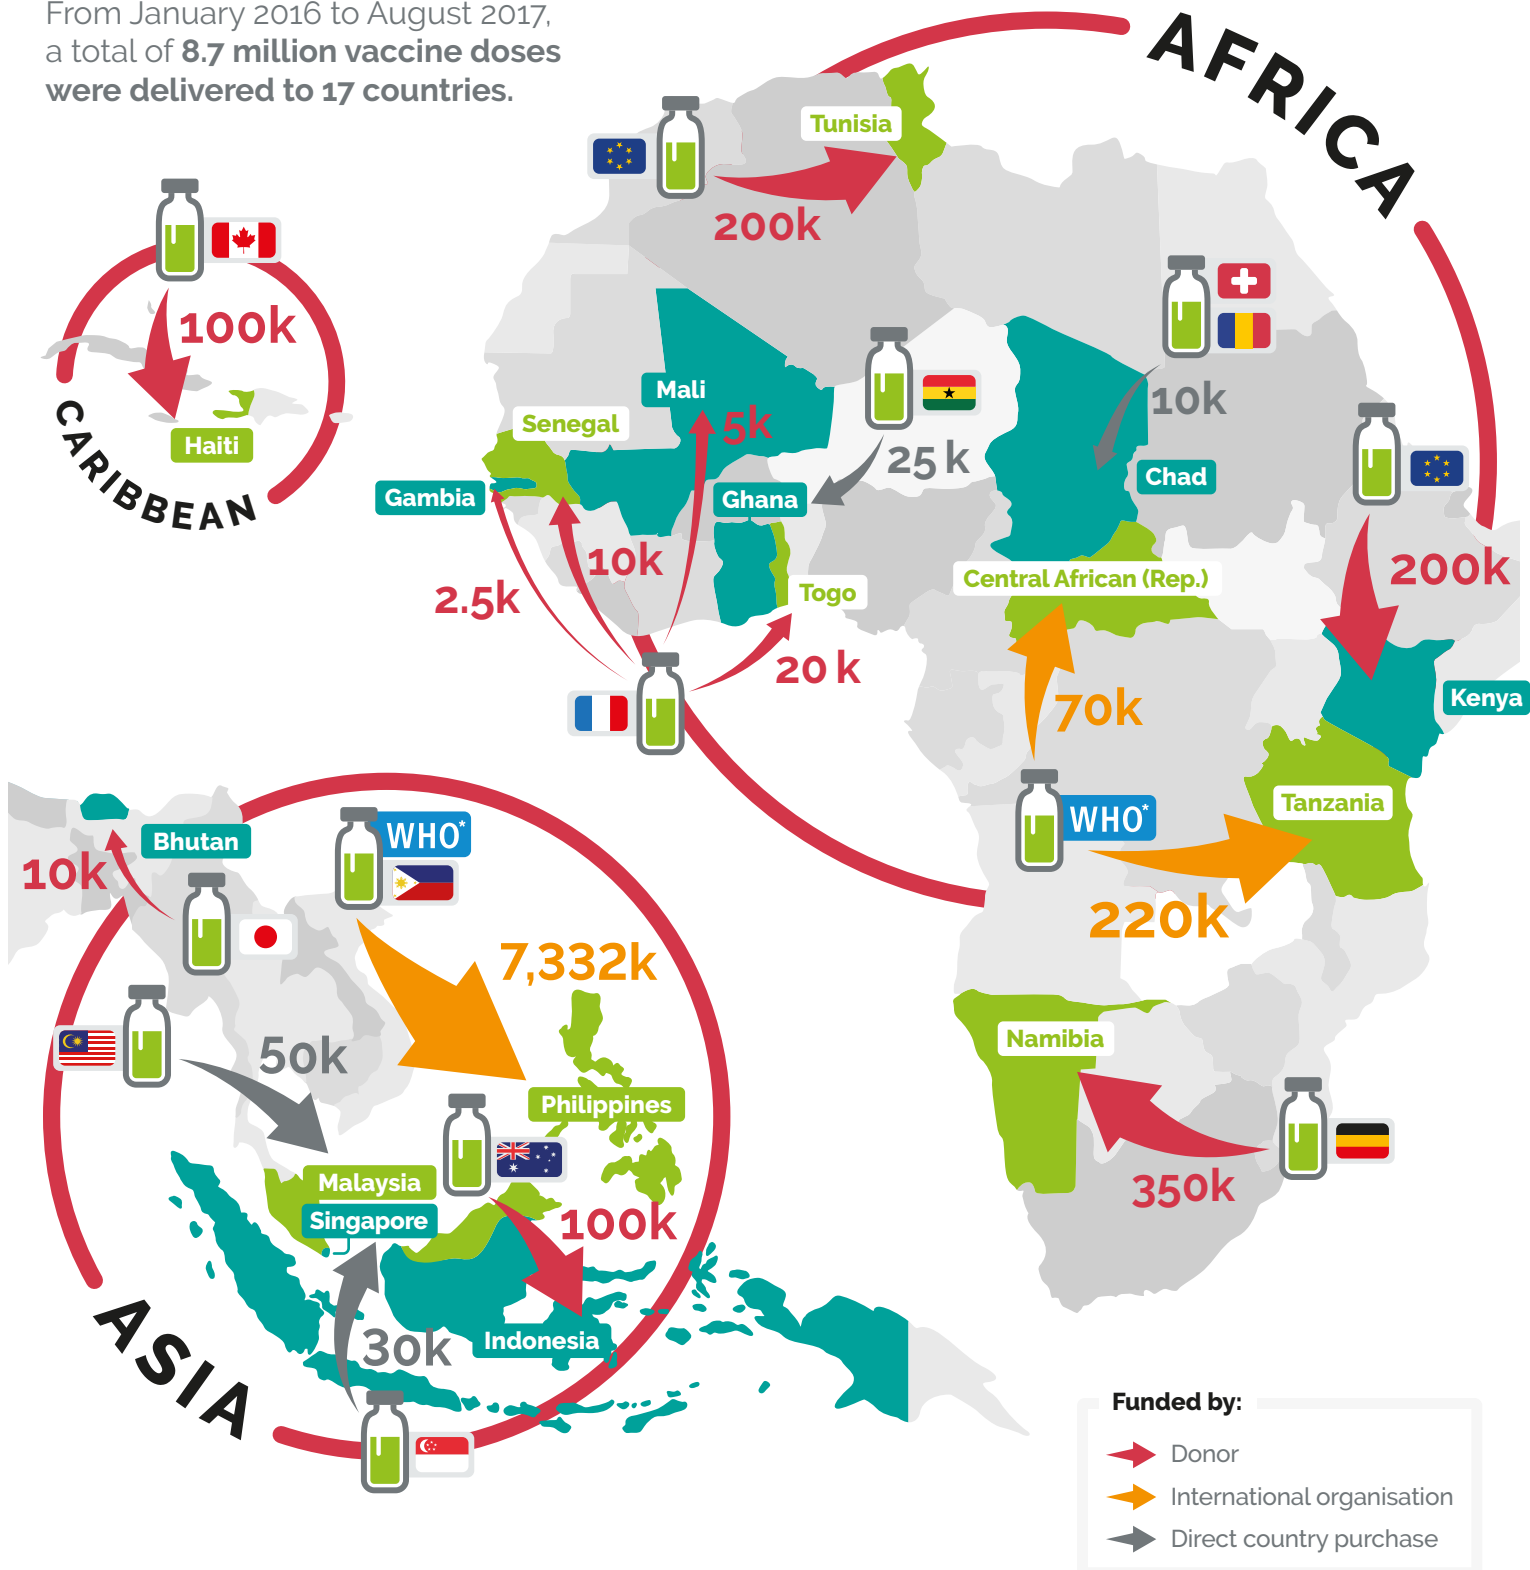 From January 2016 to August 2017,
a total of 8.7 million vaccine doses
were delivered to 17 countries.
AFRICA
Tunisia
200k
100k
Haiti
CARIBBEAN
Mali
5k
Senegal
Gambia
10k
2.5k
25 k
Ghana
Togo
20 k
10k
Chad
Central African (Rep.)
70k
200k
Kenya
WHO*
Tanzania
220k
Namibia
350k
Bhutan
10k
WHO*
7,332k
50k
Philippines
Malaysia
Singapore
100k
30k
Indonesia
ASIA
Funded by:
Donor
International organisation
Direct country purchase